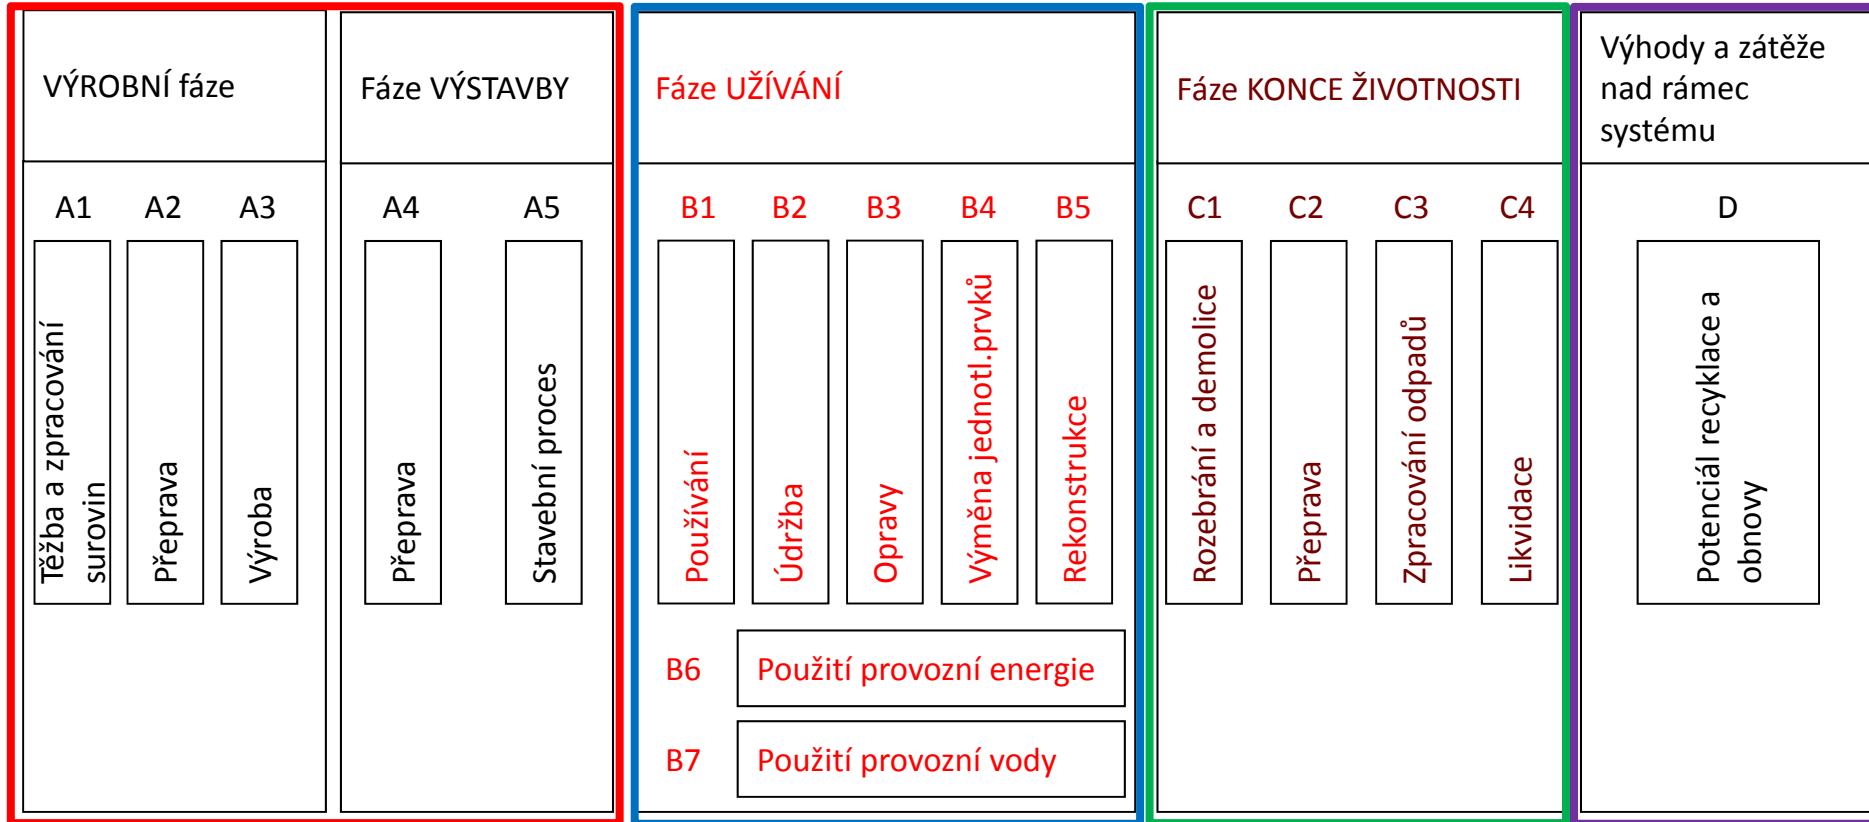 VÝROBNÍ fáze
Fáze VÝSTAVBY
Fáze UŽÍVÁNÍ
Fáze KONCE ŽIVOTNOSTI
Výhody a zátěže
nad rámec
systému
A1
A2
A3
A4
A5
B1
B2
B3
B4
B5
C1
C2
C3
C4
D
Těžba a zpracování
surovin
Přeprava
Výroba
Přeprava
Stavební proces
Používání
Údržba
Opravy
Výměna jednotl.prvků
Rekonstrukce
Rozebrání a demolice
Přeprava
Zpracování odpadů
Likvidace
Potenciál recyklace a
obnovy
B6
Použití provozní energie
B7
Použití provozní vody